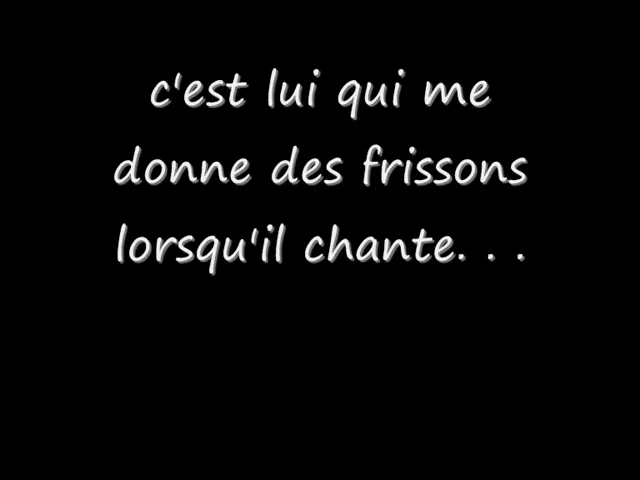 c'est lui qui me
donne des frissons
lorsqu'il chante. . .